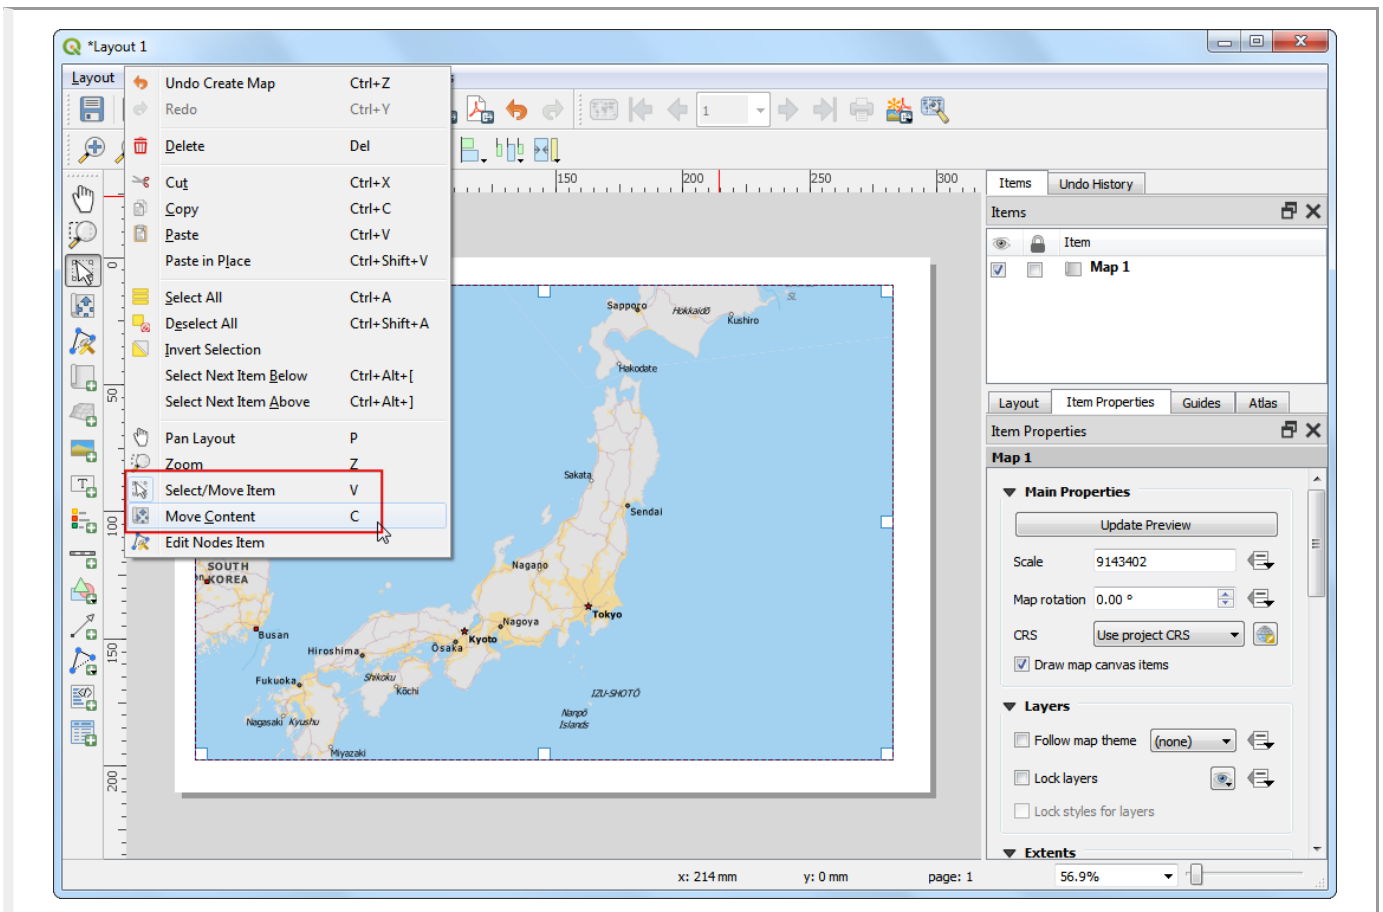 *Layout 1
Layout
Undo Create Map Ctrl+Z
Redo Ctrl+Y
Delete Del
Cut Ctrl+X
Copy Ctrl+C
Paste Ctrl+V
Paste in Place Ctrl+Shift+V
Select All Ctrl+A
Deselect All Ctrl+Shift+A
Invert Selection
Select Next Item Below Ctrl+Alt+[
Select Next Item Above Ctrl+Alt+]
Pan Layout P
Zoom Z
Select/Move Item V
Move Content C
Edit Nodes Item
1
150 200 250 300
0
50
100
150
200
Sapporo
Hokkaidō
Kushiro
Hakodate
Sakata
Sendai
Nagano
SOUTH
KOREA
Tokyo
Nagoya
Busan
Kyoto
Hiroshima
Osaka
Fukuoka
Shikoku
Kōchi
IZU-SHOTŌ
Nagasaki Kyushu
Nanpō
Islands
Miyazaki
Items Undo History
Items
Item
Map 1
Layout Item Properties Guides Atlas
Item Properties
Map 1
Main Properties
Update Preview
Scale 9143402
Map rotation 0.00 °
CRS Use project CRS
Draw map canvas items
Layers
Follow map theme (none)
Lock layers
Lock styles for layers
Extents
x: 214 mm y: 0 mm page: 1 56.9%